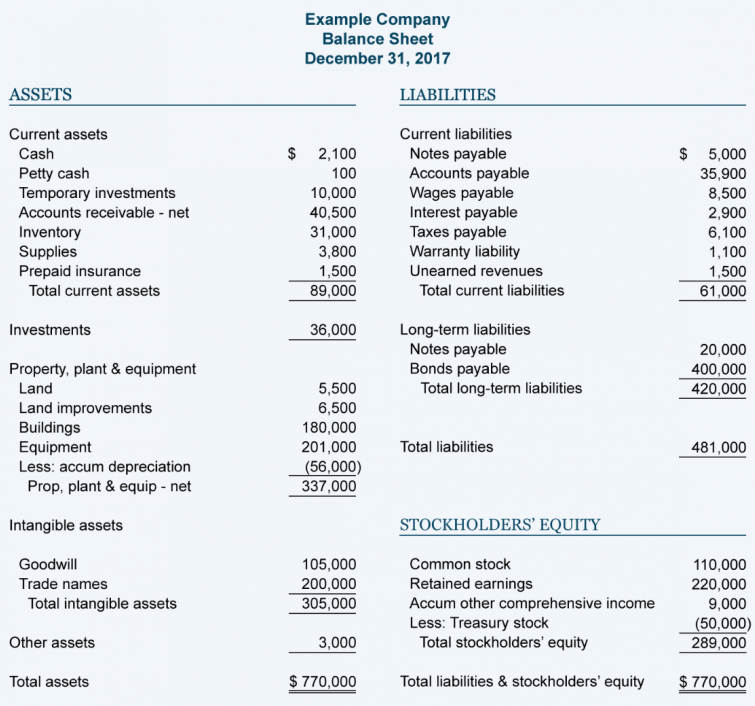 Example Company
Balance Sheet
December 31, 2017
ASSETS
Current assets
Cash $ 2,100
Petty cash 100
Temporary investments 10,000
Accounts receivable - net 40,500
Inventory 31,000
Supplies 3,800
Prepaid insurance 1,500
Total current assets 89,000
Investments 36,000
Property, plant & equipment
Land 5,500
Land improvements 6,500
Buildings 180,000
Equipment 201,000
Less: accum depreciation (56,000)
Prop, plant & equip - net 337,000
Intangible assets
Goodwill 105,000
Trade names 200,000
Total intangible assets 305,000
Other assets 3,000
Total assets $ 770,000
LIABILITIES
Current liabilities
Notes payable $ 5,000
Accounts payable 35,900
Wages payable 8,500
Interest payable 2,900
Taxes payable 6,100
Warranty liability 1,100
Unearned revenues 1,500
Total current liabilities 61,000
Long-term liabilities
Notes payable 20,000
Bonds payable 400,000
Total long-term liabilities 420,000
Total liabilities 481,000
STOCKHOLDERS’ EQUITY
Common stock 110,000
Retained earnings 220,000
Accum other comprehensive income 9,000
Less: Treasury stock (50,000)
Total stockholders’ equity 289,000
Total liabilities & stockholders’ equity $ 770,000